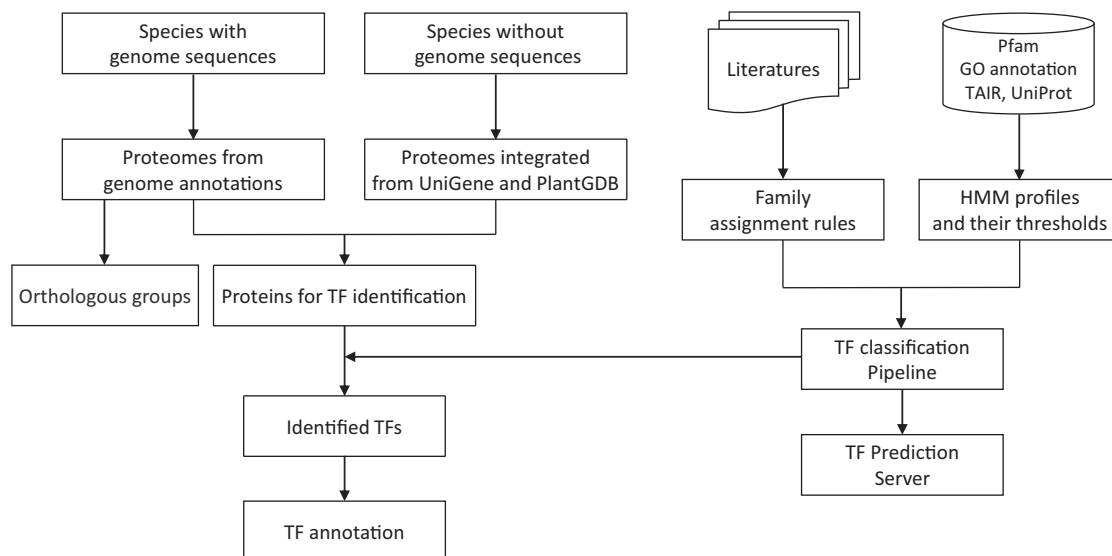 Species with
genome sequences
Species without
genome sequences
Literatures
Pfam
GO annotation
TAIR, UniProt
Proteomes from
genome annotations
Proteomes integrated
from UniGene and PlantGDB
Family
assignment rules
HMM profiles
and their thresholds
Orthologous groups
Proteins for TF identification
TF classification
Pipeline
Identified TFs
TF Prediction
Server
TF annotation